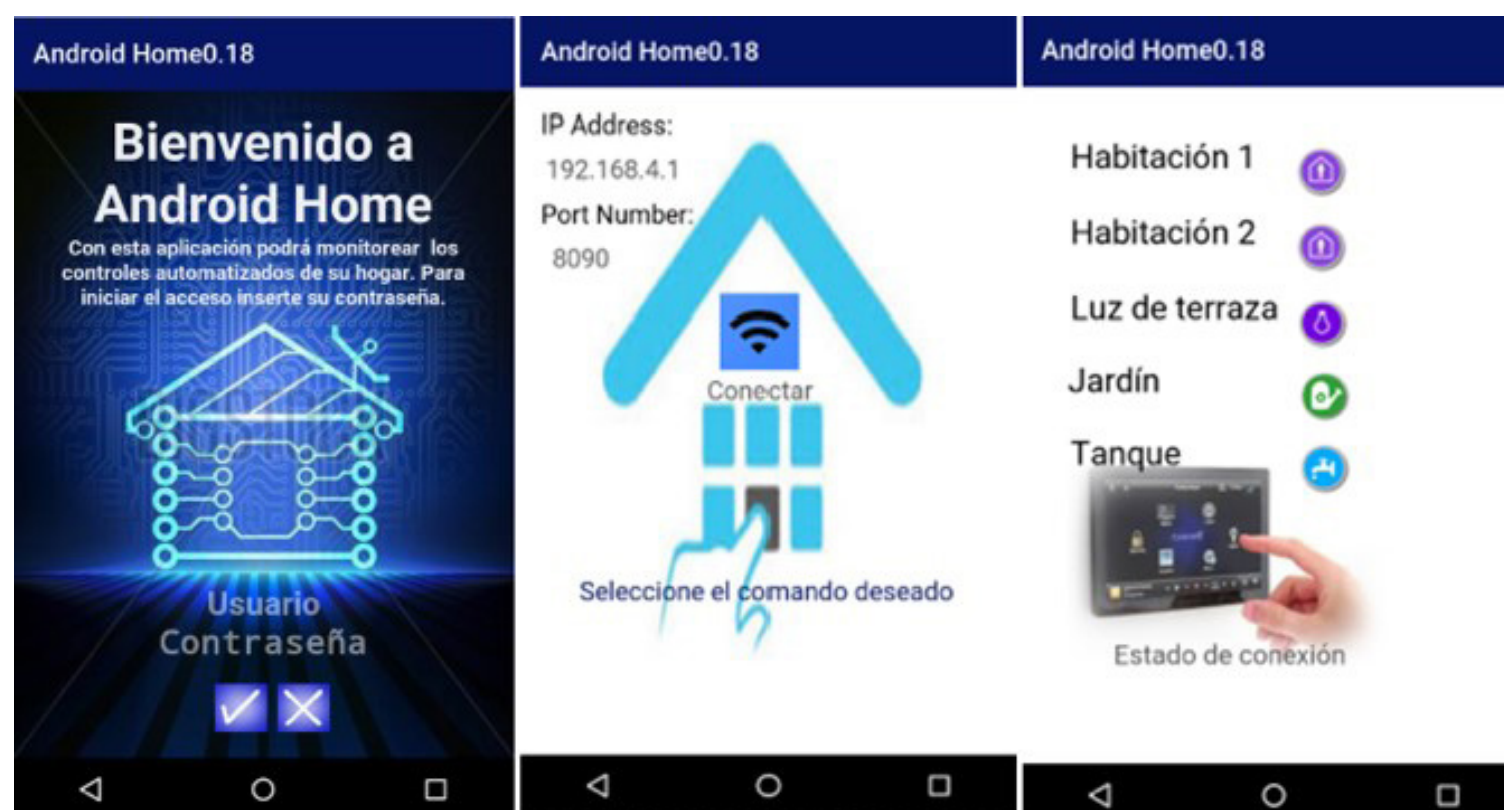 Android Home0.18
Bienvenido a
Android Home
Con esta aplicación podrá monitorear los
controles automatizados de su hogar. Para
iniciar el acceso inserte su contraseña.
Usuario
Contraseña
Android Home0.18
IP Address:
192.168.4.1
Port Number:
8090
Conectar
Seleccione el comando deseado
Android Home0.18
Habitación 1
Habitación 2
Luz de terraza
Jardín
Tanque
Estado de conexión